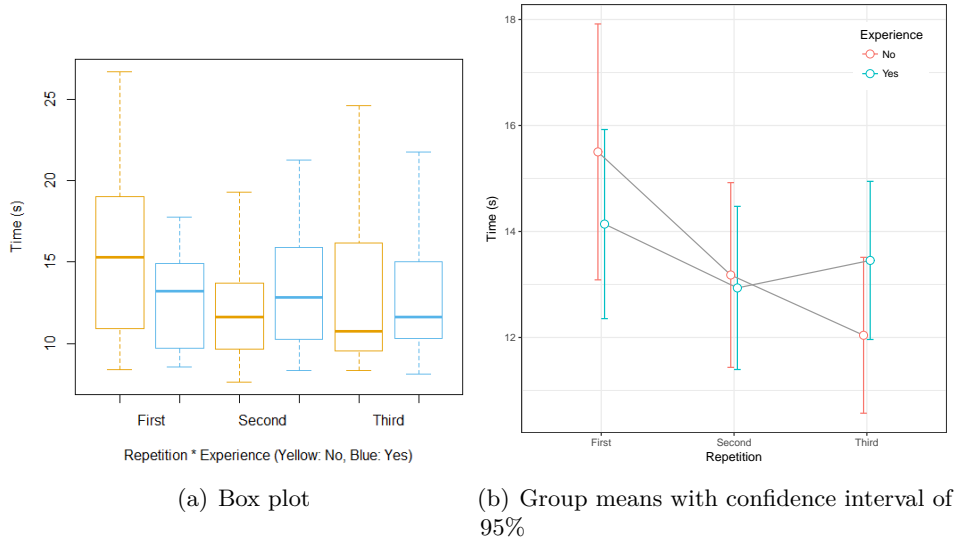 Time (s)
25
20
15
10
First Second Third
Repetition * Experience (Yellow: No, Blue: Yes)
(a) Box plot
Time (s)
18
16
14
12
Experience
No
Yes
First Second Third
Repetition
(b) Group means with confidence interval of
95%